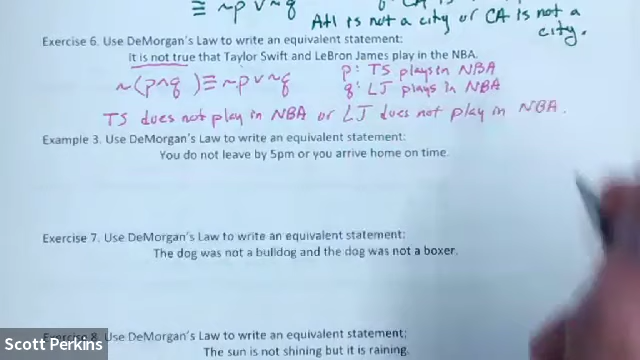 ≡ ~p ∨ ~q
Atl is not a city or CA is not a city.
Exercise 6. Use DeMorgan's Law to write an equivalent statement:
It is not true that Taylor Swift and LeBron James play in the NBA.
~(p∧q) ≡ ~p ∨ ~q
p: TS plays in NBA
q: LJ plays in NBA
TS does not play in NBA or LJ does not play in NBA.
Example 3. Use DeMorgan's Law to write an equivalent statement:
You do not leave by 5pm or you arrive home on time.
Exercise 7. Use DeMorgan's Law to write an equivalent statement:
The dog was not a bulldog and the dog was not a boxer.
Exercise 8. Use DeMorgan's Law to write an equivalent statement:
The sun is not shining but it is raining.
Scott Perkins